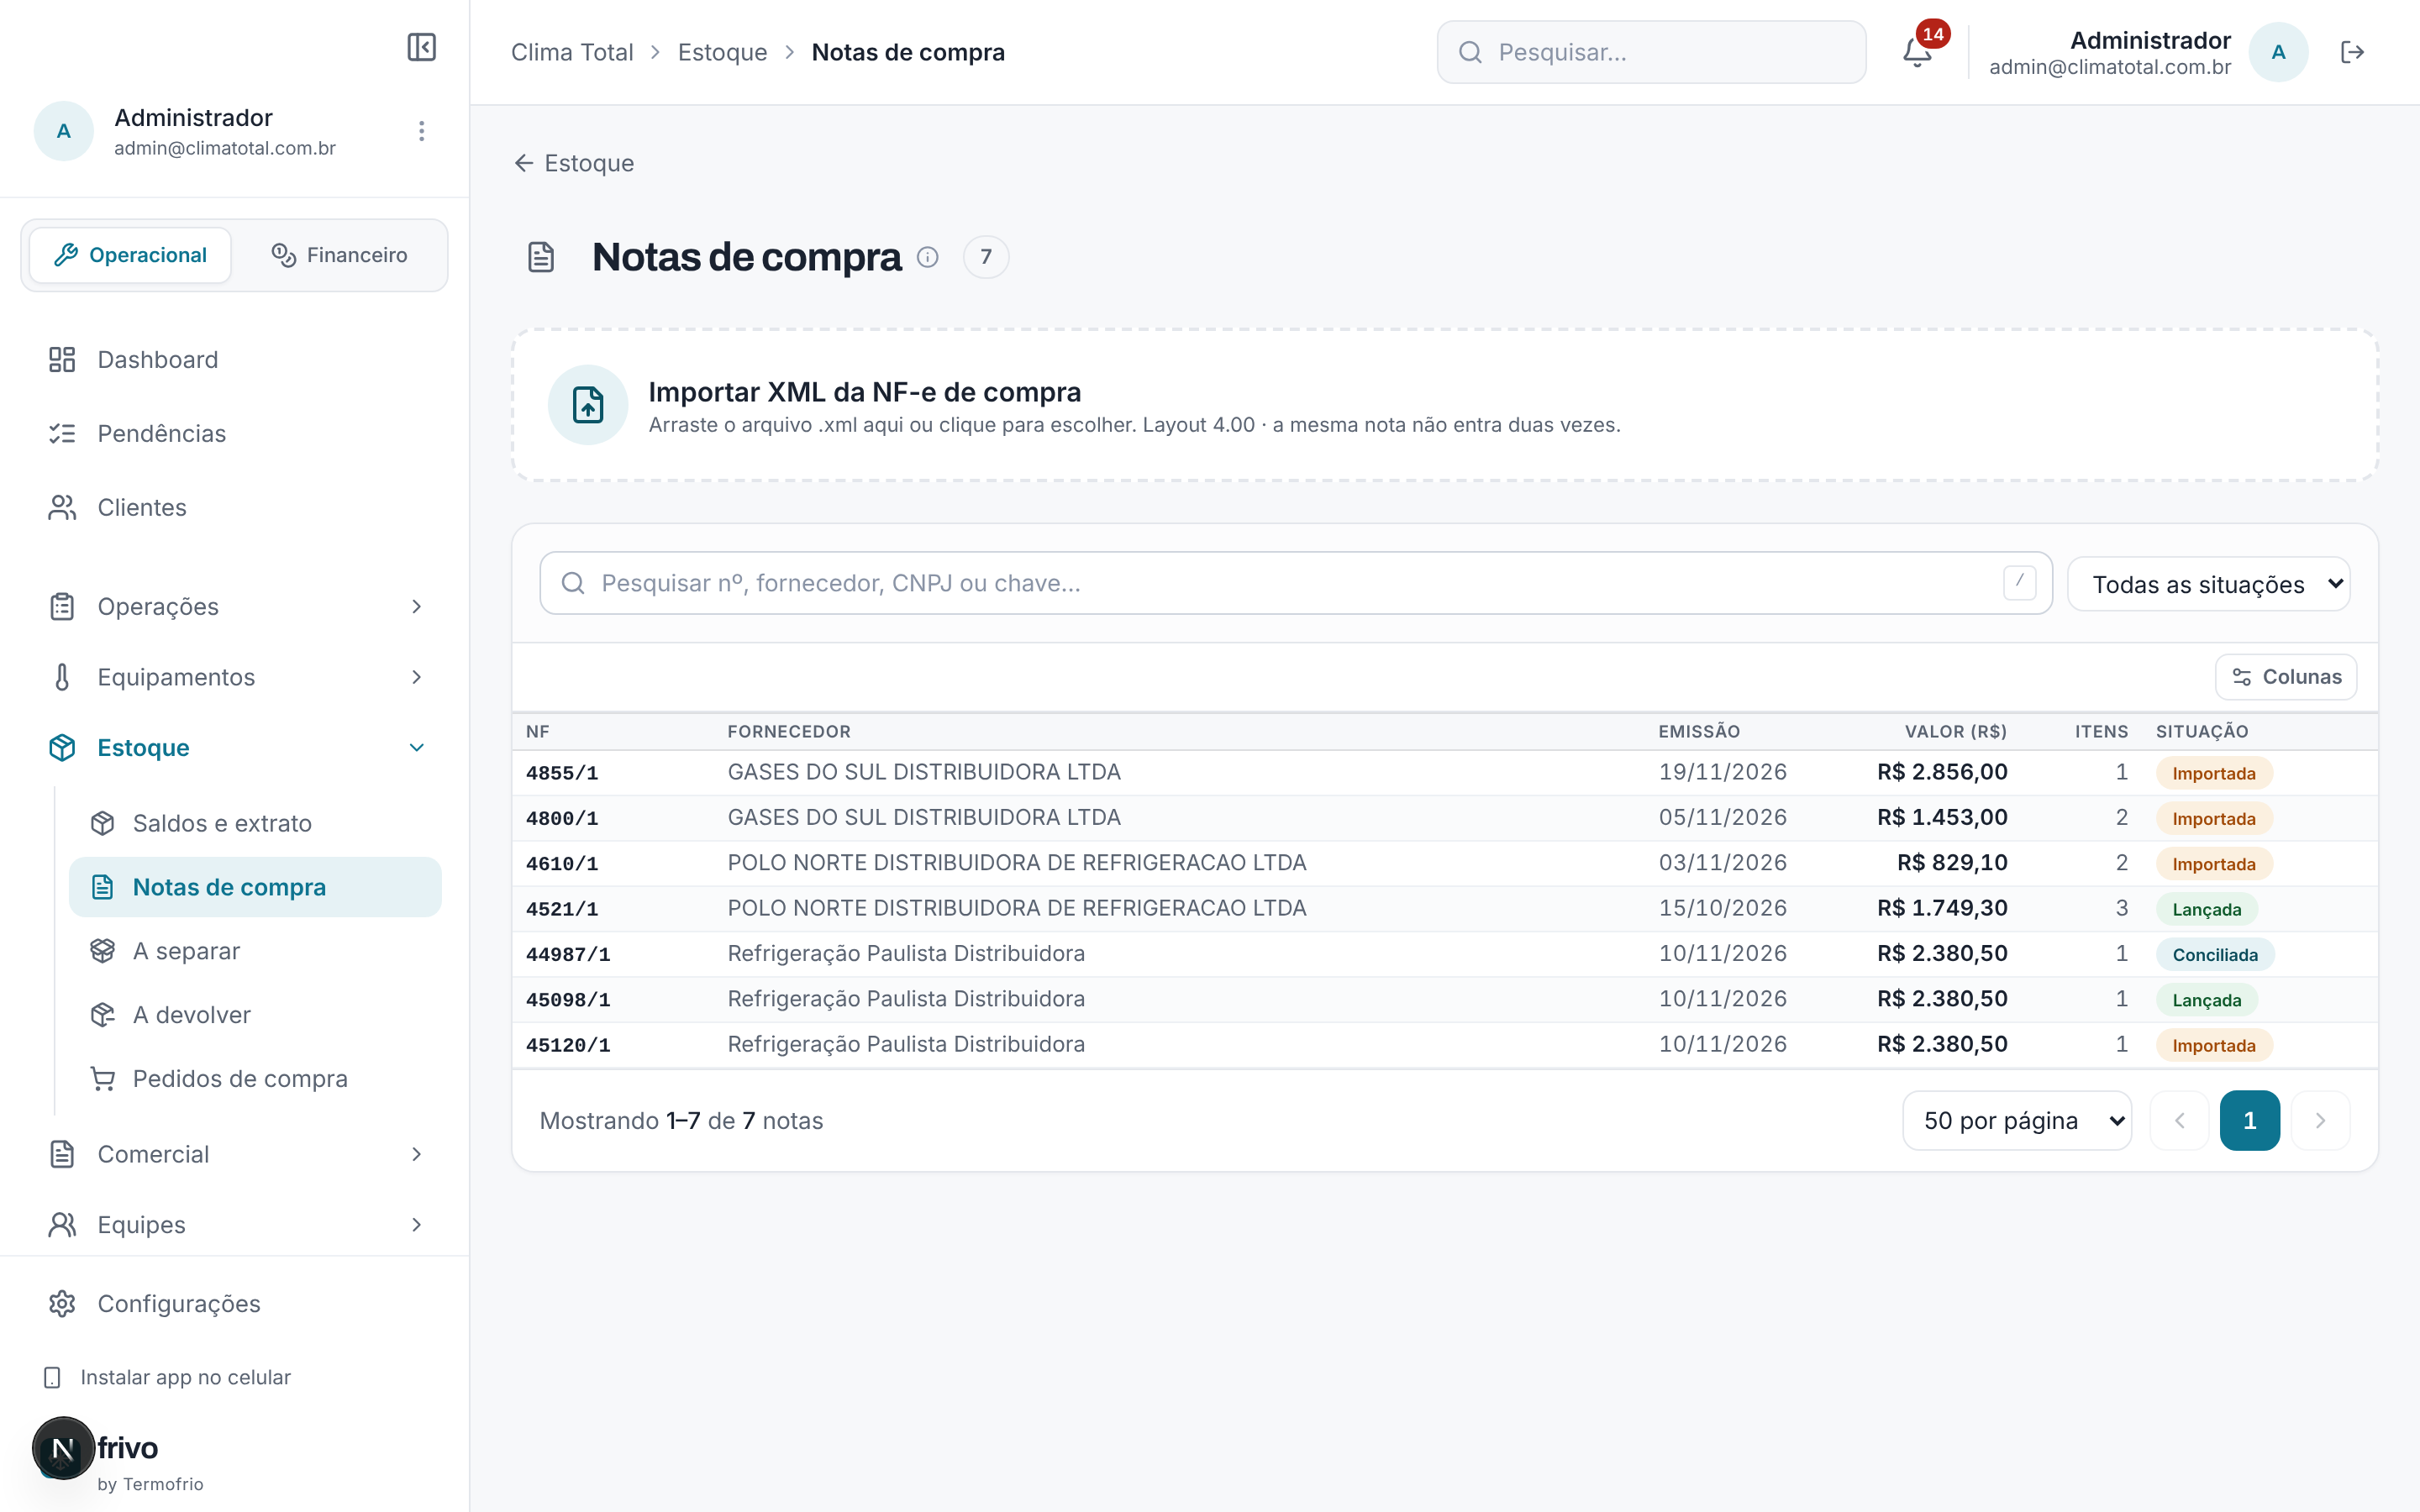 Clima Total > Estoque > Notas de compra
Pesquisar...
14
Administrador
admin@climatotal.com.br
A
A
Administrador
admin@climatotal.com.br
Operacional
Financeiro
Dashboard
Pendências
Clientes
Operações
Equipamentos
Estoque
Saldos e extrato
Notas de compra
A separar
A devolver
Pedidos de compra
Comercial
Equipes
Configurações
Instalar app no celular
N
frivo
by Termofrio
← Estoque
Notas de compra 7
Importar XML da NF-e de compra
Arraste o arquivo .xml aqui ou clique para escolher. Layout 4.00 · a mesma nota não entra duas vezes.
Pesquisar nº, fornecedor, CNPJ ou chave... /
Todas as situações
Colunas
NF FORNECEDOR EMISSÃO VALOR (R$) ITENS SITUAÇÃO
4855/1 GASES DO SUL DISTRIBUIDORA LTDA 19/11/2026 R$ 2.856,00 1 Importada
4800/1 GASES DO SUL DISTRIBUIDORA LTDA 05/11/2026 R$ 1.453,00 2 Importada
4610/1 POLO NORTE DISTRIBUIDORA DE REFRIGERACAO LTDA 03/11/2026 R$ 829,10 2 Importada
4521/1 POLO NORTE DISTRIBUIDORA DE REFRIGERACAO LTDA 15/10/2026 R$ 1.749,30 3 Lançada
44987/1 Refrigeração Paulista Distribuidora 10/11/2026 R$ 2.380,50 1 Conciliada
45098/1 Refrigeração Paulista Distribuidora 10/11/2026 R$ 2.380,50 1 Lançada
45120/1 Refrigeração Paulista Distribuidora 10/11/2026 R$ 2.380,50 1 Importada
Mostrando 1–7 de 7 notas
50 por página
1